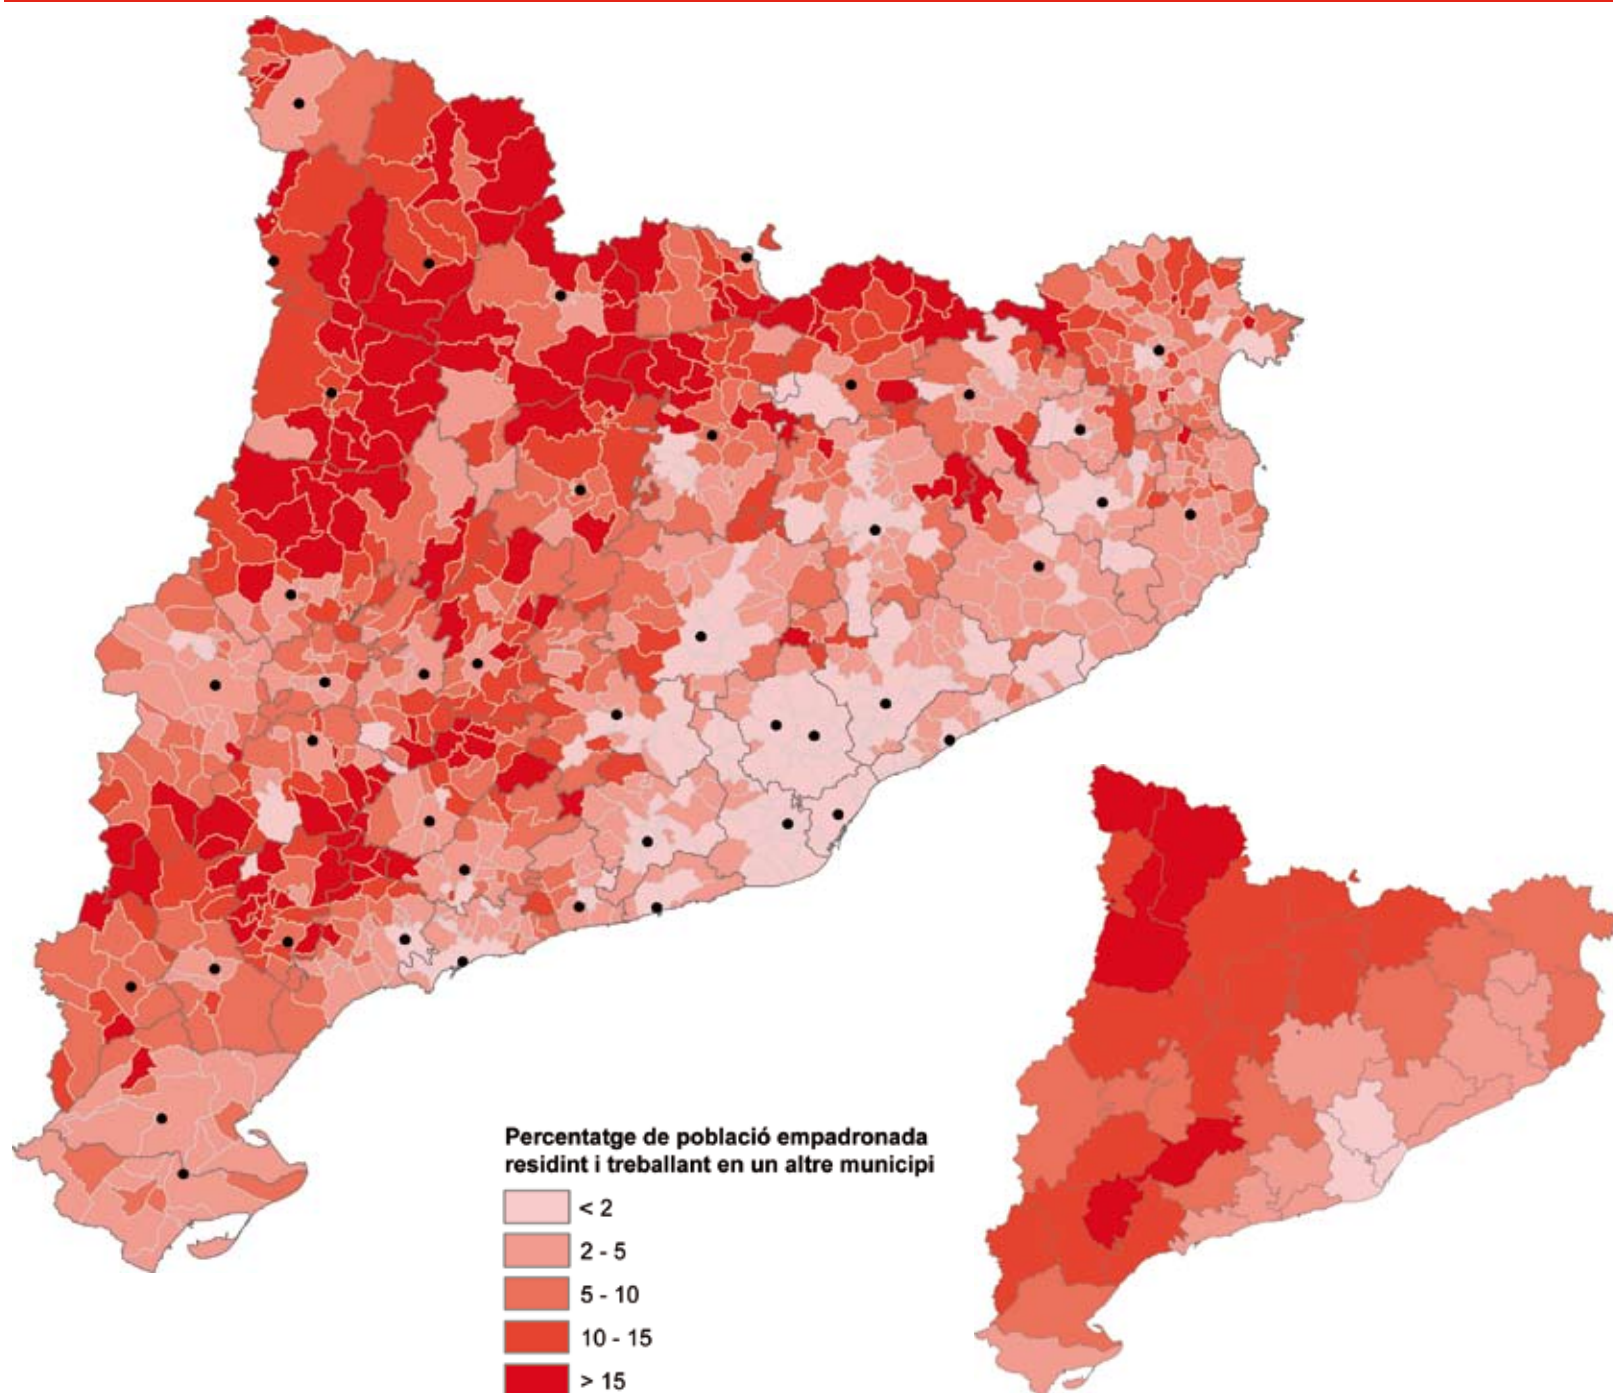 Percentatge de població empadronada
residint i treballant en un altre municipi
< 2
2 - 5
5 - 10
10 - 15
> 15